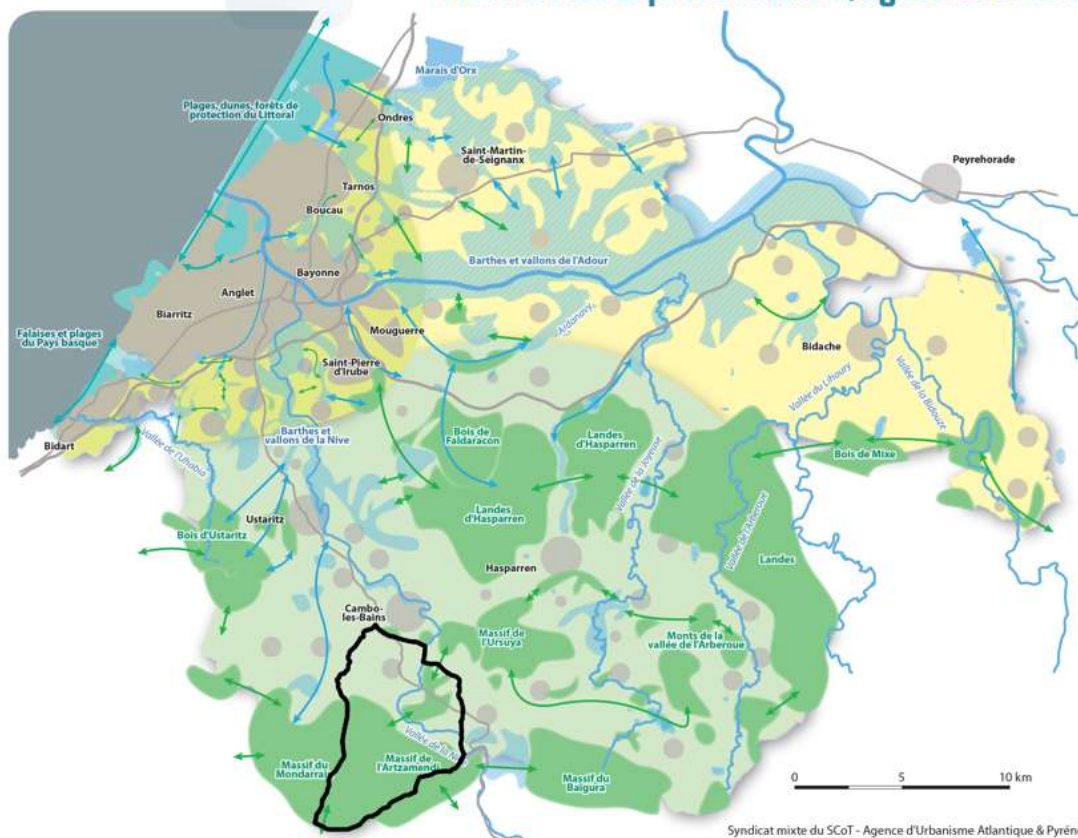 Marais d'Orx
Plages, dunes, forêts de
protection du Littoral
Ondres
Saint-Martin-
de-Seignanx
Peyrehorade
Tarnos
Boucau
Barthes et vallons de l'Adour
Bayonne
Anglet
Biarritz
Ardanavy
Mouguerre
Falaises et plages
du Pays basque
Saint-Pierre
d'Irube
Bidache
Vallée du Lihoury
Vallée de la Bidouze
Bidart
Vallée de l'Uhabia
Barthes et
vallons de la Nive
Bois de
Faldaracon
Landes
d'Hasparren
Vallée de la Joyeuse
Bois de Mixe
Landes
d'Hasparren
Ustaritz
Bois d'Ustaritz
Vallée de l'Arberoue
Landes
Hasparren
Cambo-
les-Bains
Massif de
l'Ursuya
Monts de la
vallée de l'Arberoue
Vallée de la Nive
Massif du
Mondarrain
Massif de
l'Artzamendi
Massif du
Baigura
0 5 10 km
Syndicat mixte du SCoT - Agence d'Urbanisme Atlantique & Pyrén